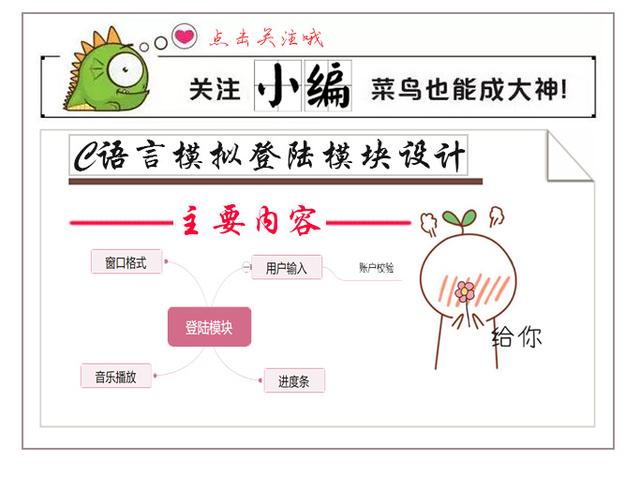 点击关注哦
关注 小编 菜鸟也能成大神!
C语言模拟登陆模块设计
主要内容
窗口格式
用户输入
账户校验
登陆模块
给你
音乐播放
进度条